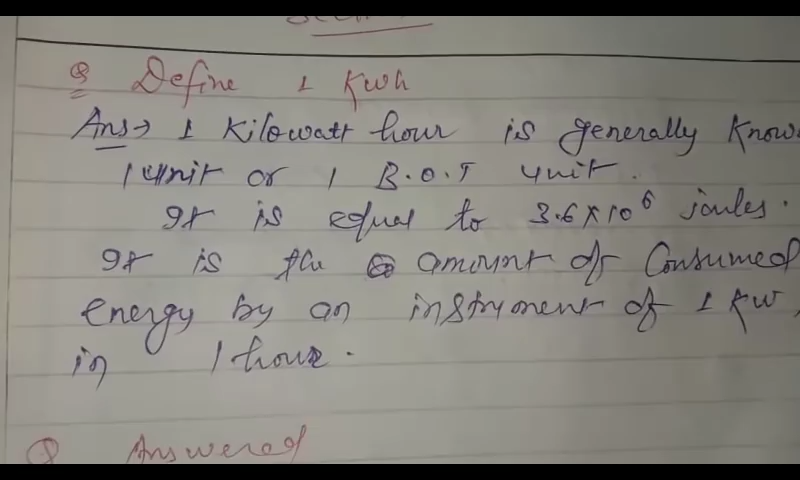 Q Define 1 Kwh
Ans→ 1 Kilowatt hour is generally Know
1 unit or 1 B.O.T unit.
It is equal to 3.6×10⁶ joules.
It is the amount of Consumed
energy by an instrument of 1 KW,
in 1 hour.
Q Answered